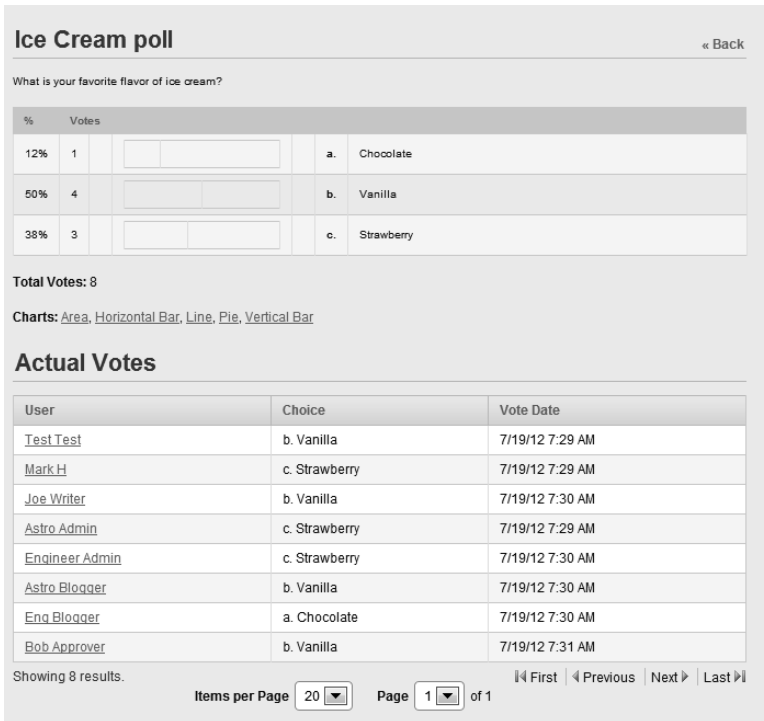 Ice Cream poll
« Back
What is your favorite flavor of ice cream?
% Votes
12% 1 a. Chocolate
50% 4 b. Vanilla
38% 3 c. Strawberry
Total Votes: 8
Charts: Area, Horizontal Bar, Line, Pie, Vertical Bar
Actual Votes
User Choice Vote Date
Test Test b. Vanilla 7/19/12 7:29 AM
Mark H c. Strawberry 7/19/12 7:29 AM
Joe Writer b. Vanilla 7/19/12 7:30 AM
Astro Admin c. Strawberry 7/19/12 7:29 AM
Engineer Admin c. Strawberry 7/19/12 7:30 AM
Astro Blogger b. Vanilla 7/19/12 7:30 AM
Eng Blogger a. Chocolate 7/19/12 7:30 AM
Bob Approver b. Vanilla 7/19/12 7:31 AM
Showing 8 results. First Previous Next Last
Items per Page 20 Page 1 of 1